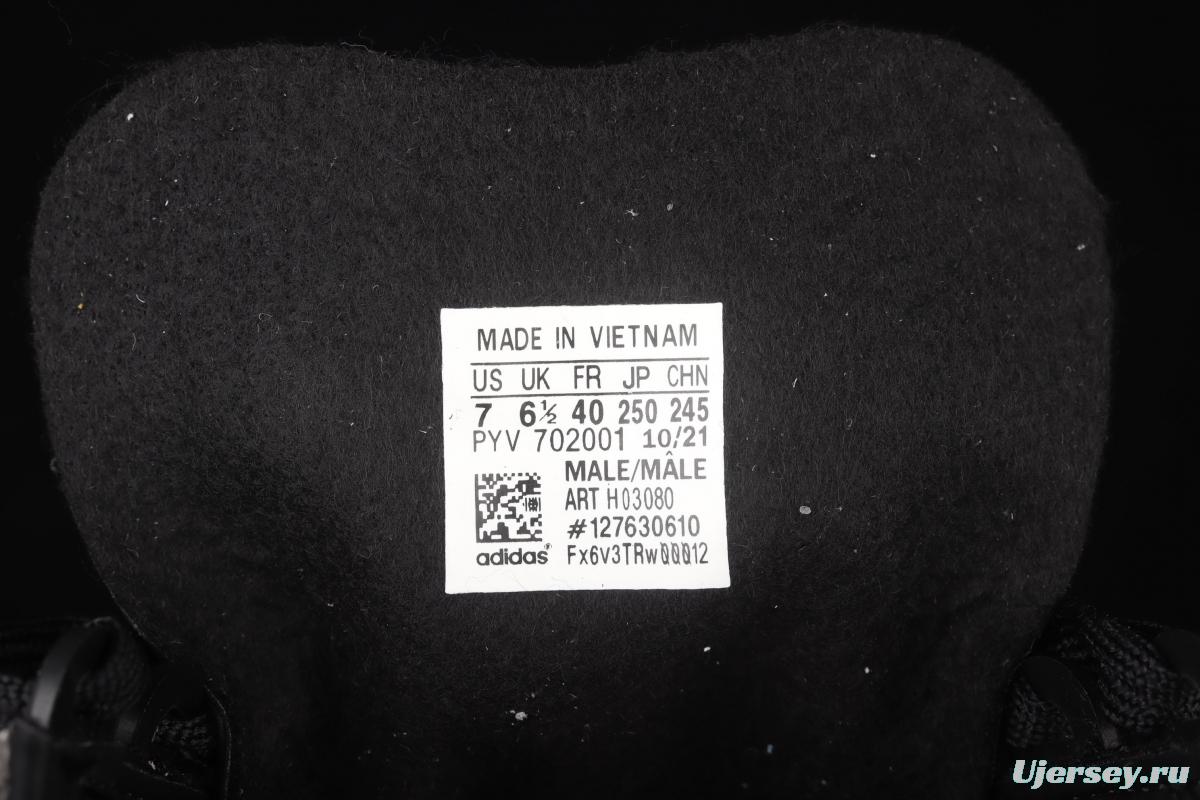 MADE IN VIETNAM
US UK FR JP CHN
7 6½ 40 250 245
PYV 702001 10/21
MALE/MÂLE
ART H03080
#127630610
adidas® Fx6V3TRw00012
Ujersey.ru